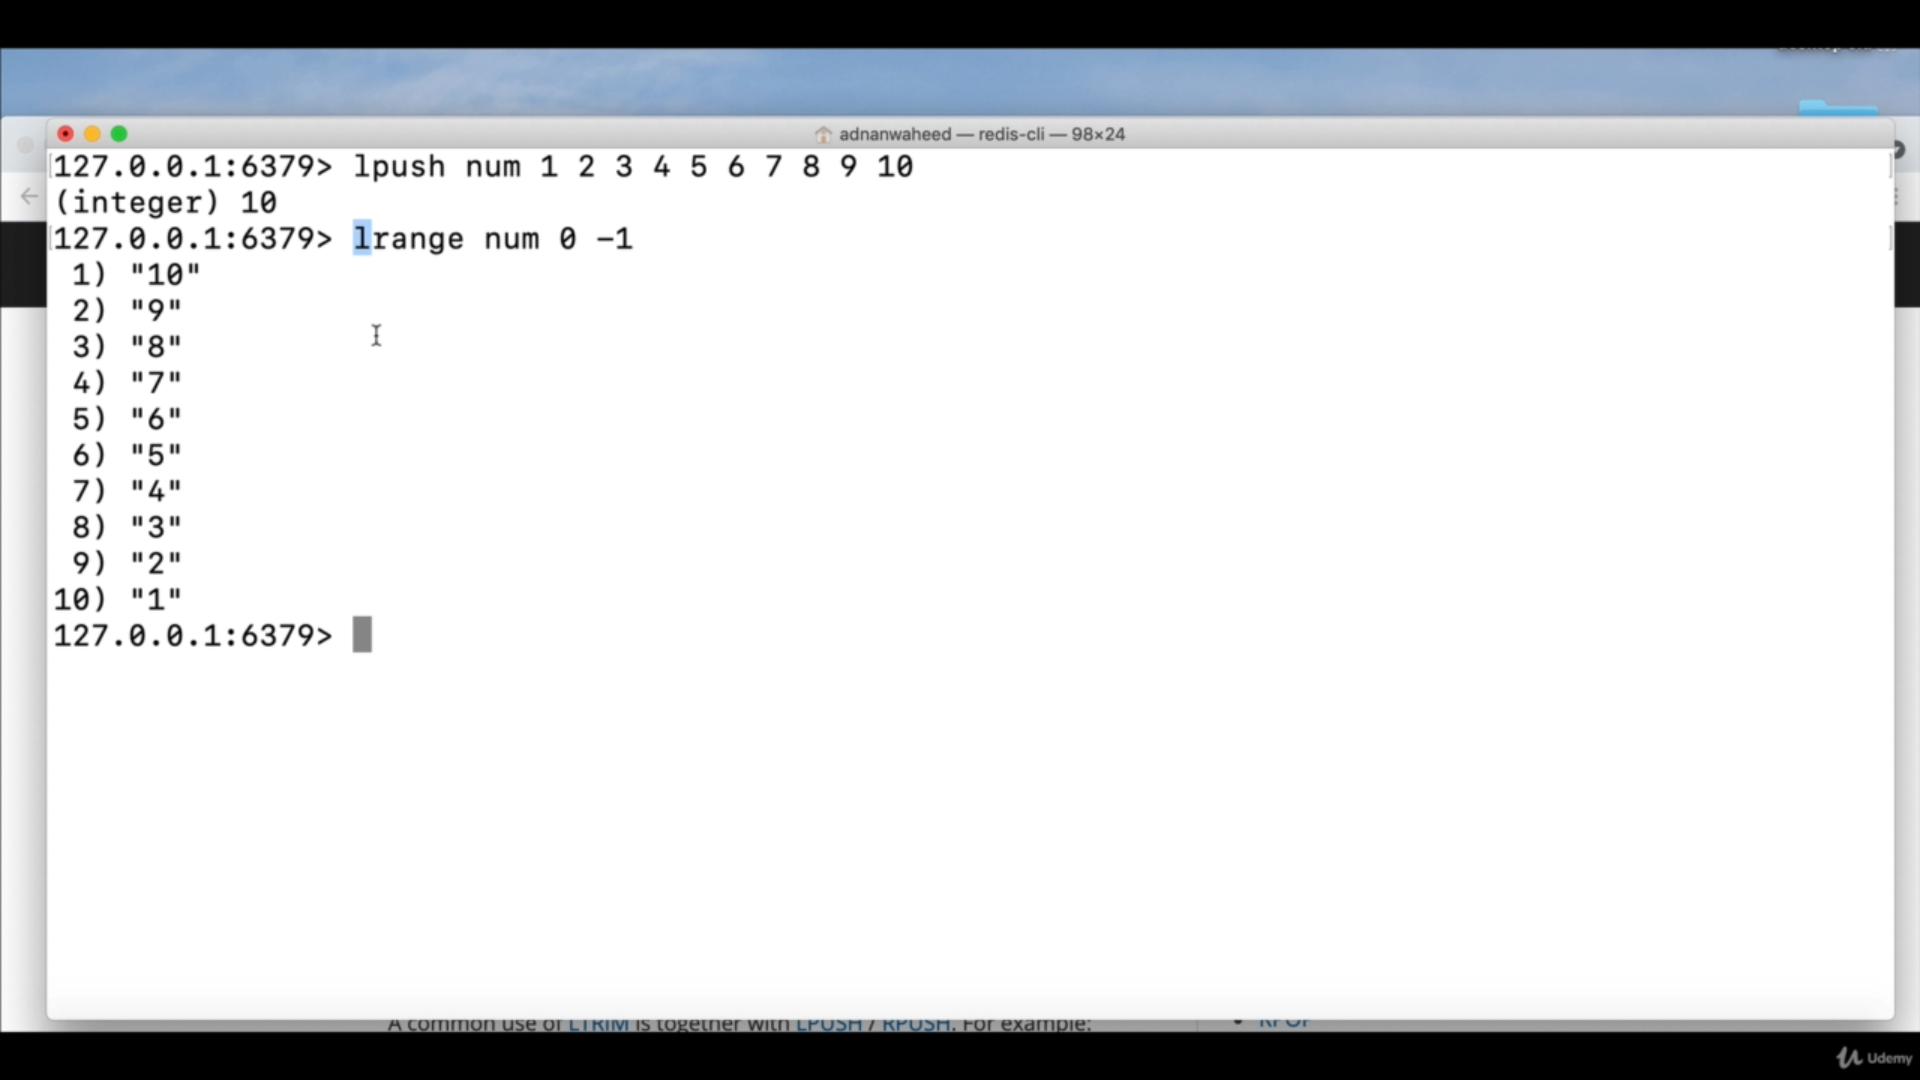 adnanwaheed — redis-cli — 98×24
127.0.0.1:6379> lpush num 1 2 3 4 5 6 7 8 9 10
(integer) 10
127.0.0.1:6379> lrange num 0 -1
1) "10"
2) "9"
3) "8"
4) "7"
5) "6"
6) "5"
7) "4"
8) "3"
9) "2"
10) "1"
127.0.0.1:6379>
A common use of LTRIM is together with LPUSH / RPUSH. For example:
RPOP
Udemy